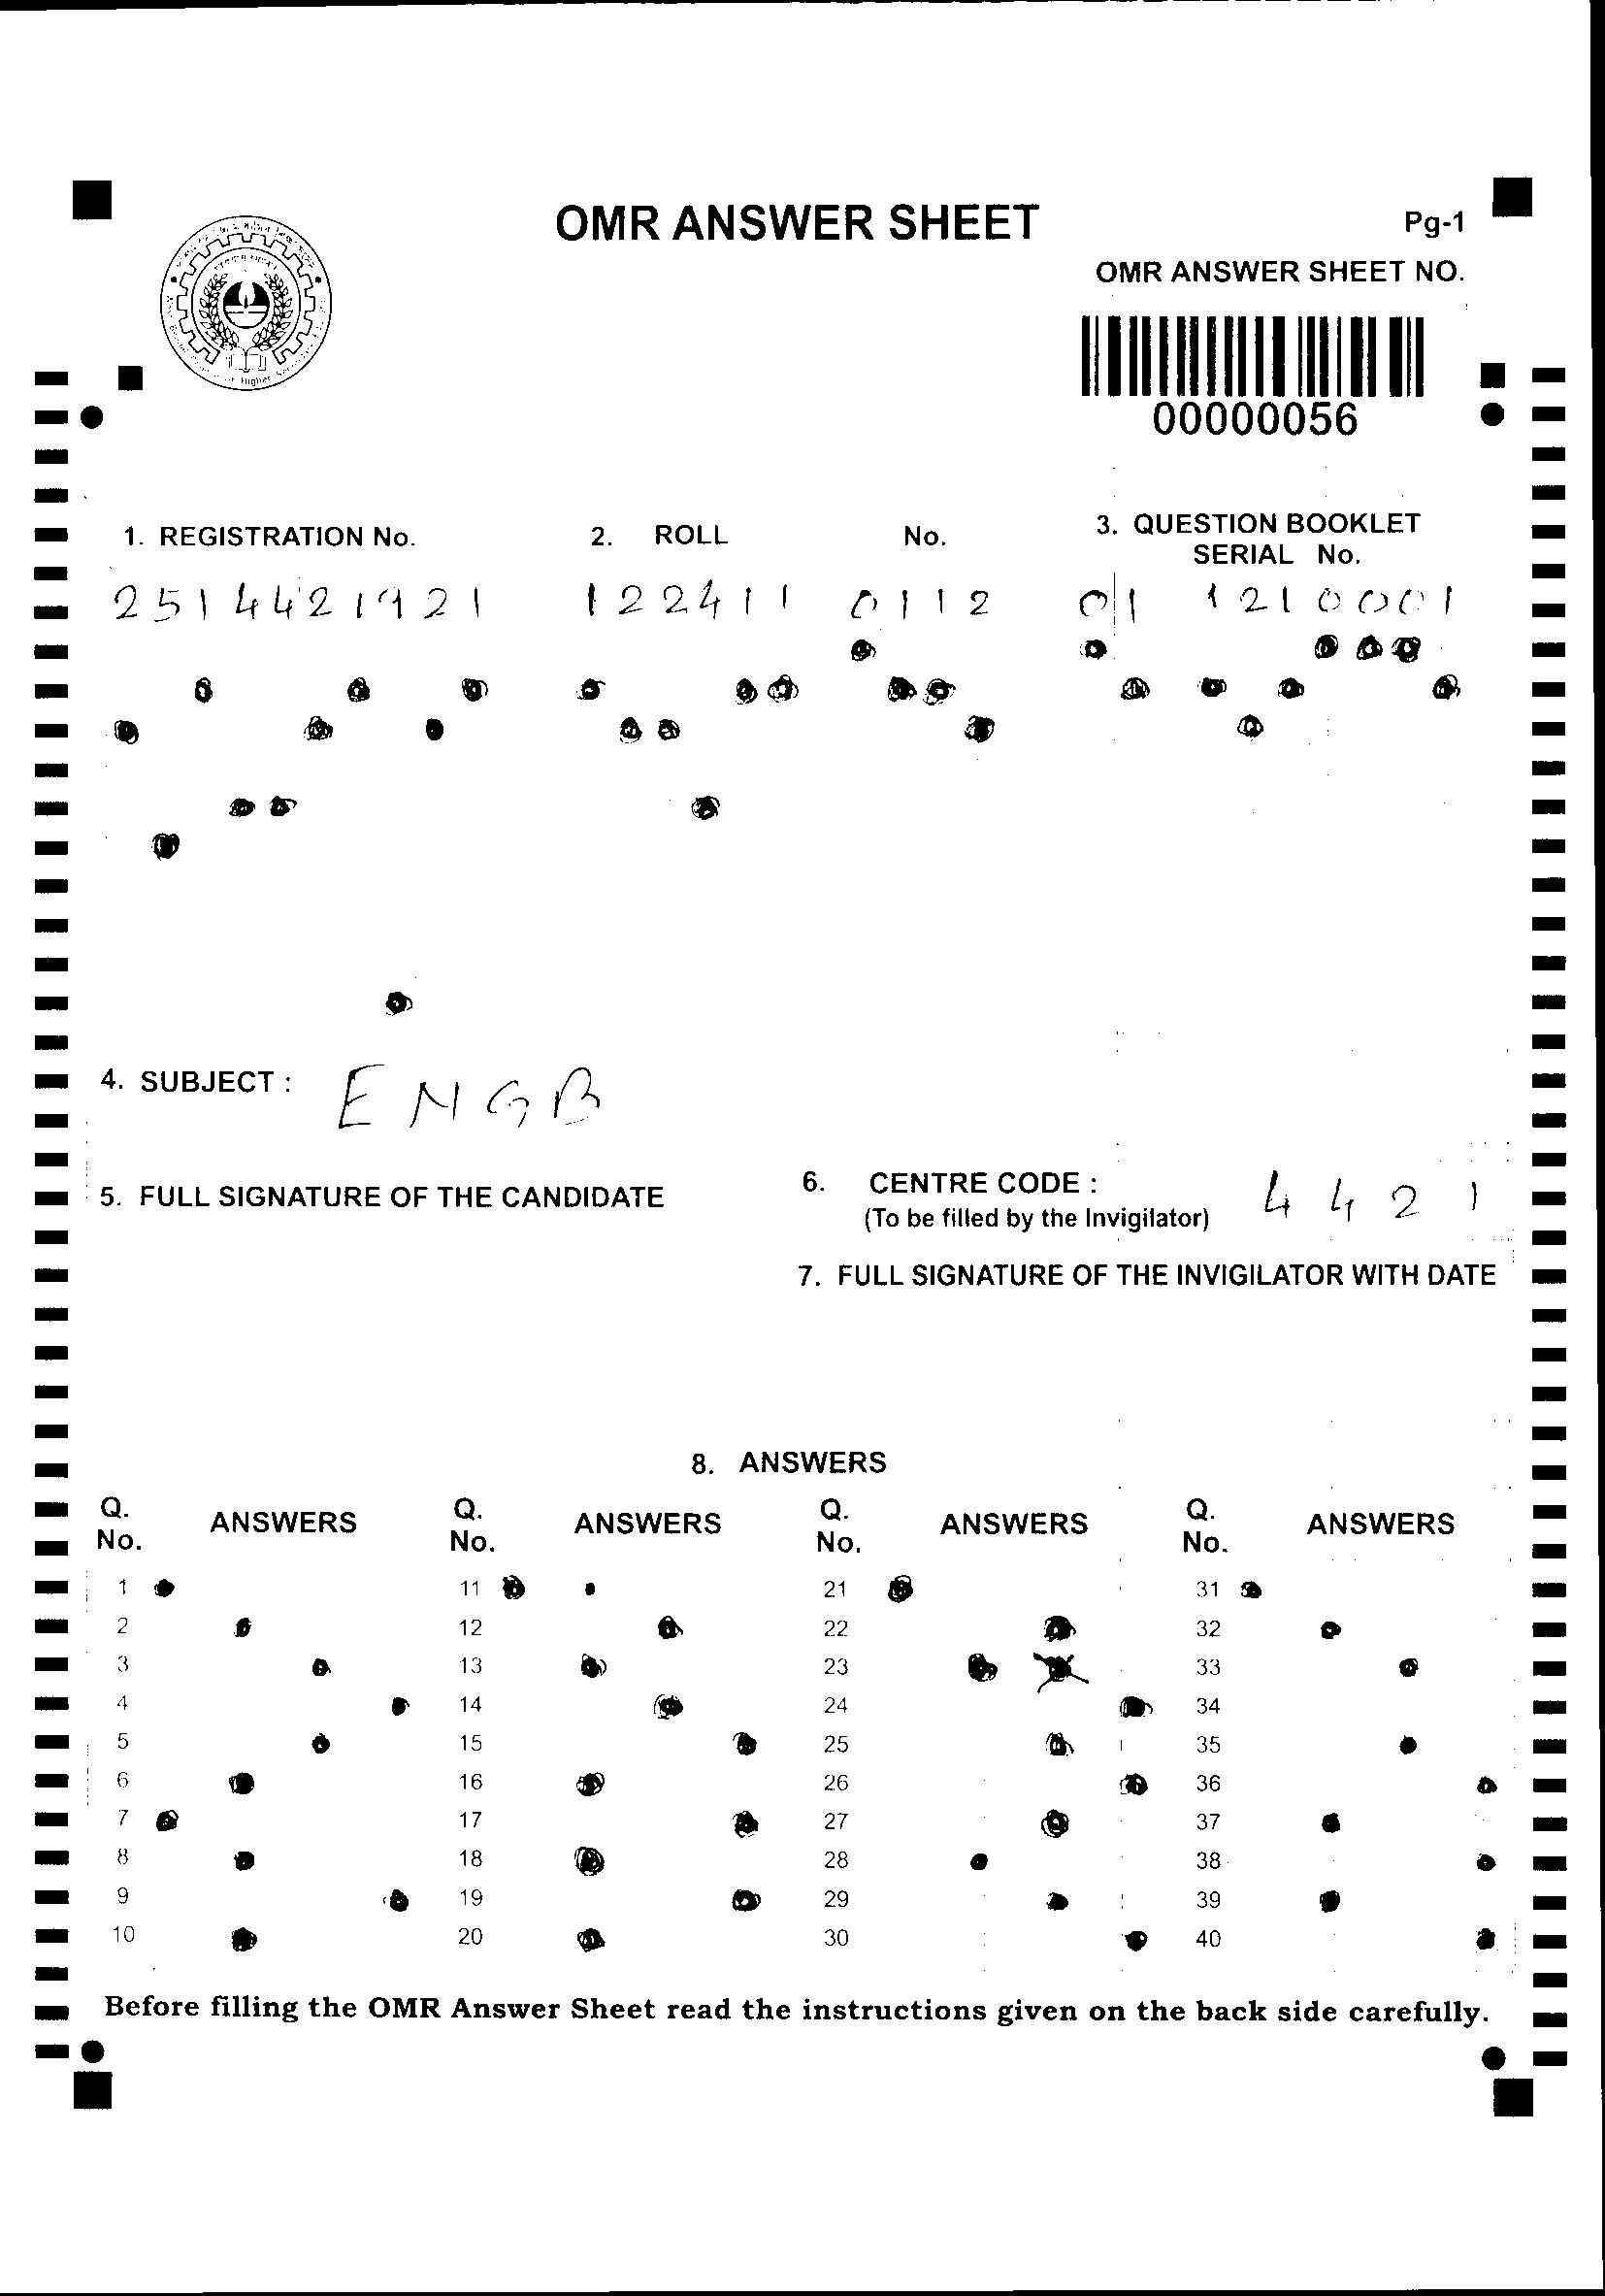 OMR ANSWER SHEET
Pg-1
OMR ANSWER SHEET NO.
00000056
1. REGISTRATION No.
2. ROLL No.
3. QUESTION BOOKLET SERIAL No.
2514421921
122411 0112
01 1210001
4. SUBJECT : ENGB
5. FULL SIGNATURE OF THE CANDIDATE
6. CENTRE CODE : 4421
(To be filled by the Invigilator)
7. FULL SIGNATURE OF THE INVIGILATOR WITH DATE
8. ANSWERS
Q. No. ANSWERS Q. No. ANSWERS Q. No. ANSWERS Q. No. ANSWERS
1 11 21 31
2 12 22 32
3 13 23 33
4 14 24 34
5 15 25 35
6 16 26 36
7 17 27 37
8 18 28 38
9 19 29 39
10 20 30 40
Before filling the OMR Answer Sheet read the instructions given on the back side carefully.